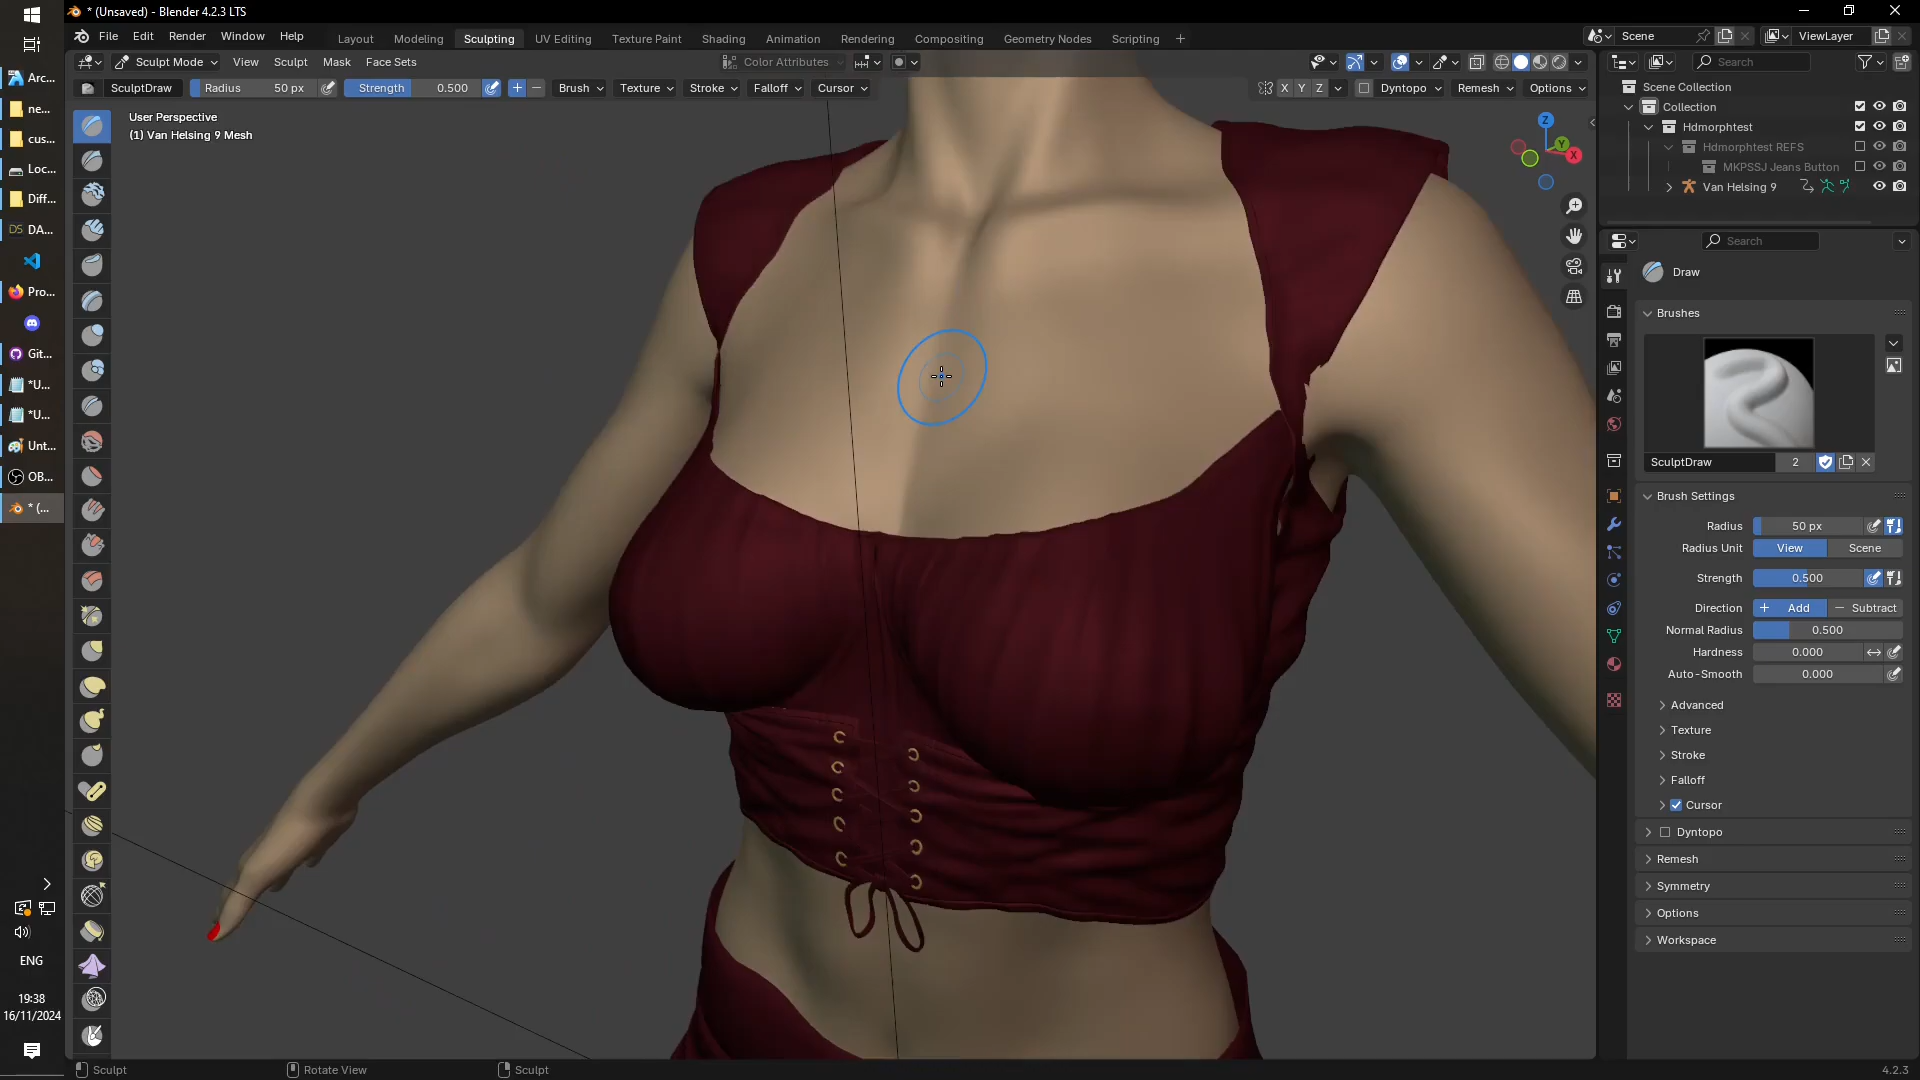 * (Unsaved) - Blender 4.2.3 LTS
File Edit Render Window Help Layout Modeling Sculpting UV Editing Texture Paint Shading Animation Rendering Compositing Geometry Nodes Scripting + Scene ViewLayer
Sculpt Mode View Sculpt Mask Face Sets Color Attributes Search
SculptDraw Radius 50 px Strength 0.500 Brush Texture Stroke Falloff Cursor X Y Z Dyntopo Remesh Options
User Perspective
(1) Van Helsing 9 Mesh
Z
Y
X
Arc...
ne...
cus...
Loc...
Diff...
DS DA...
Pro...
Git...
*U...
*U...
Unt...
OB...
* (...
ENG
19:38
16/11/2024
Scene Collection
Collection
Hdmorphtest
Hdmorphtest REFS
MKPSSJ Jeans Button
Van Helsing 9
Search
Draw
Brushes
SculptDraw 2
Brush Settings
Radius 50 px
Radius Unit View Scene
Strength 0.500
Direction + Add − Subtract
Normal Radius 0.500
Hardness 0.000
Auto-Smooth 0.000
Advanced
Texture
Stroke
Falloff
Cursor
Dyntopo
Remesh
Symmetry
Options
Workspace
Sculpt Rotate View Sculpt 4.2.3